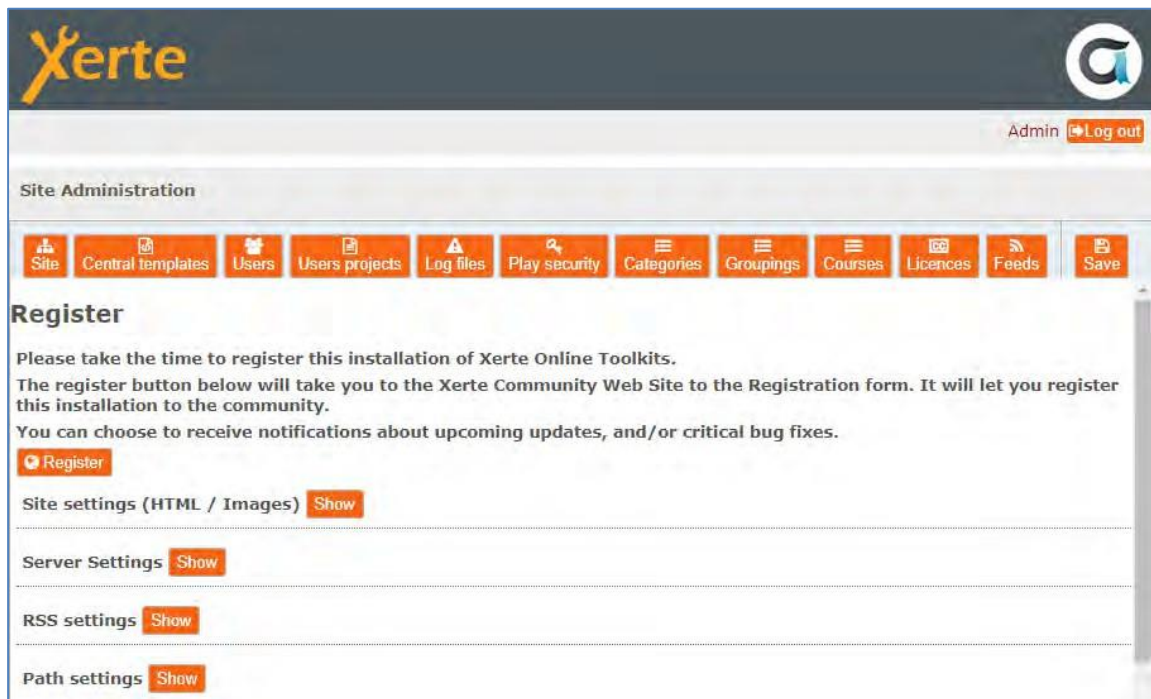 Xerte
Admin Log out
Site Administration
Site Central templates Users Users projects Log files Play security Categories Groupings Courses Licences Feeds Save
Register
Please take the time to register this installation of Xerte Online Toolkits.
The register button below will take you to the Xerte Community Web Site to the Registration form. It will let you register
this installation to the community.
You can choose to receive notifications about upcoming updates, and/or critical bug fixes.
Register
Site settings (HTML / Images) Show
Server Settings Show
RSS settings Show
Path settings Show